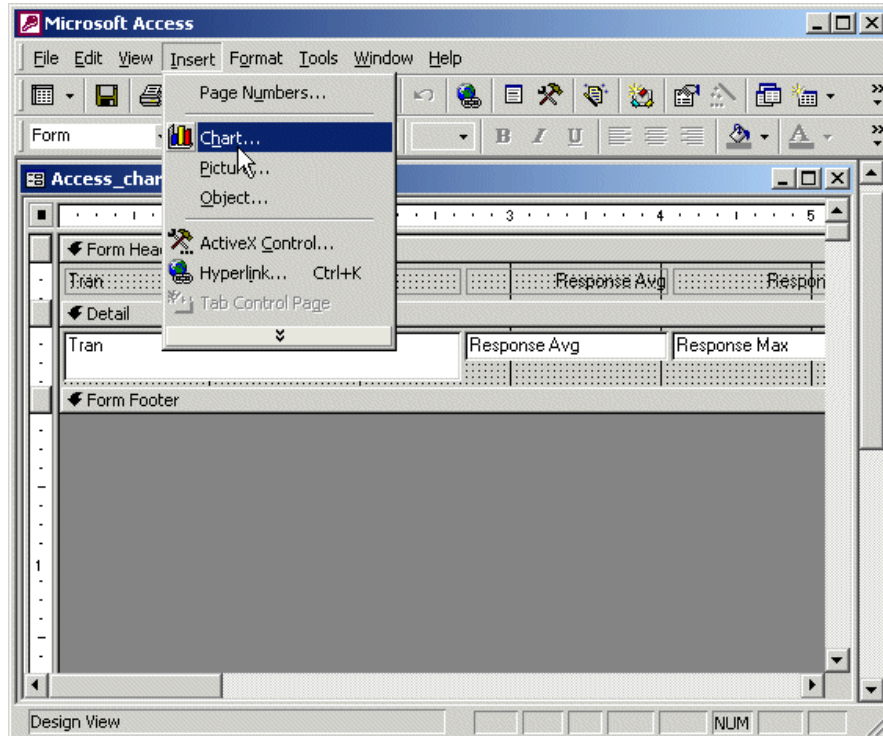 Microsoft Access
File Edit View Insert Format Tools Window Help
Page Numbers...
Form
Chart...
B I U A
Picture...
Access_char
Object...
3 4 5
ActiveX Control...
Form Hea
Hyperlink... Ctrl+K
Tran Response Avg Respon
Tab Control Page
Detail
Tran Response Avg Response Max
Form Footer
1
Design View NUM